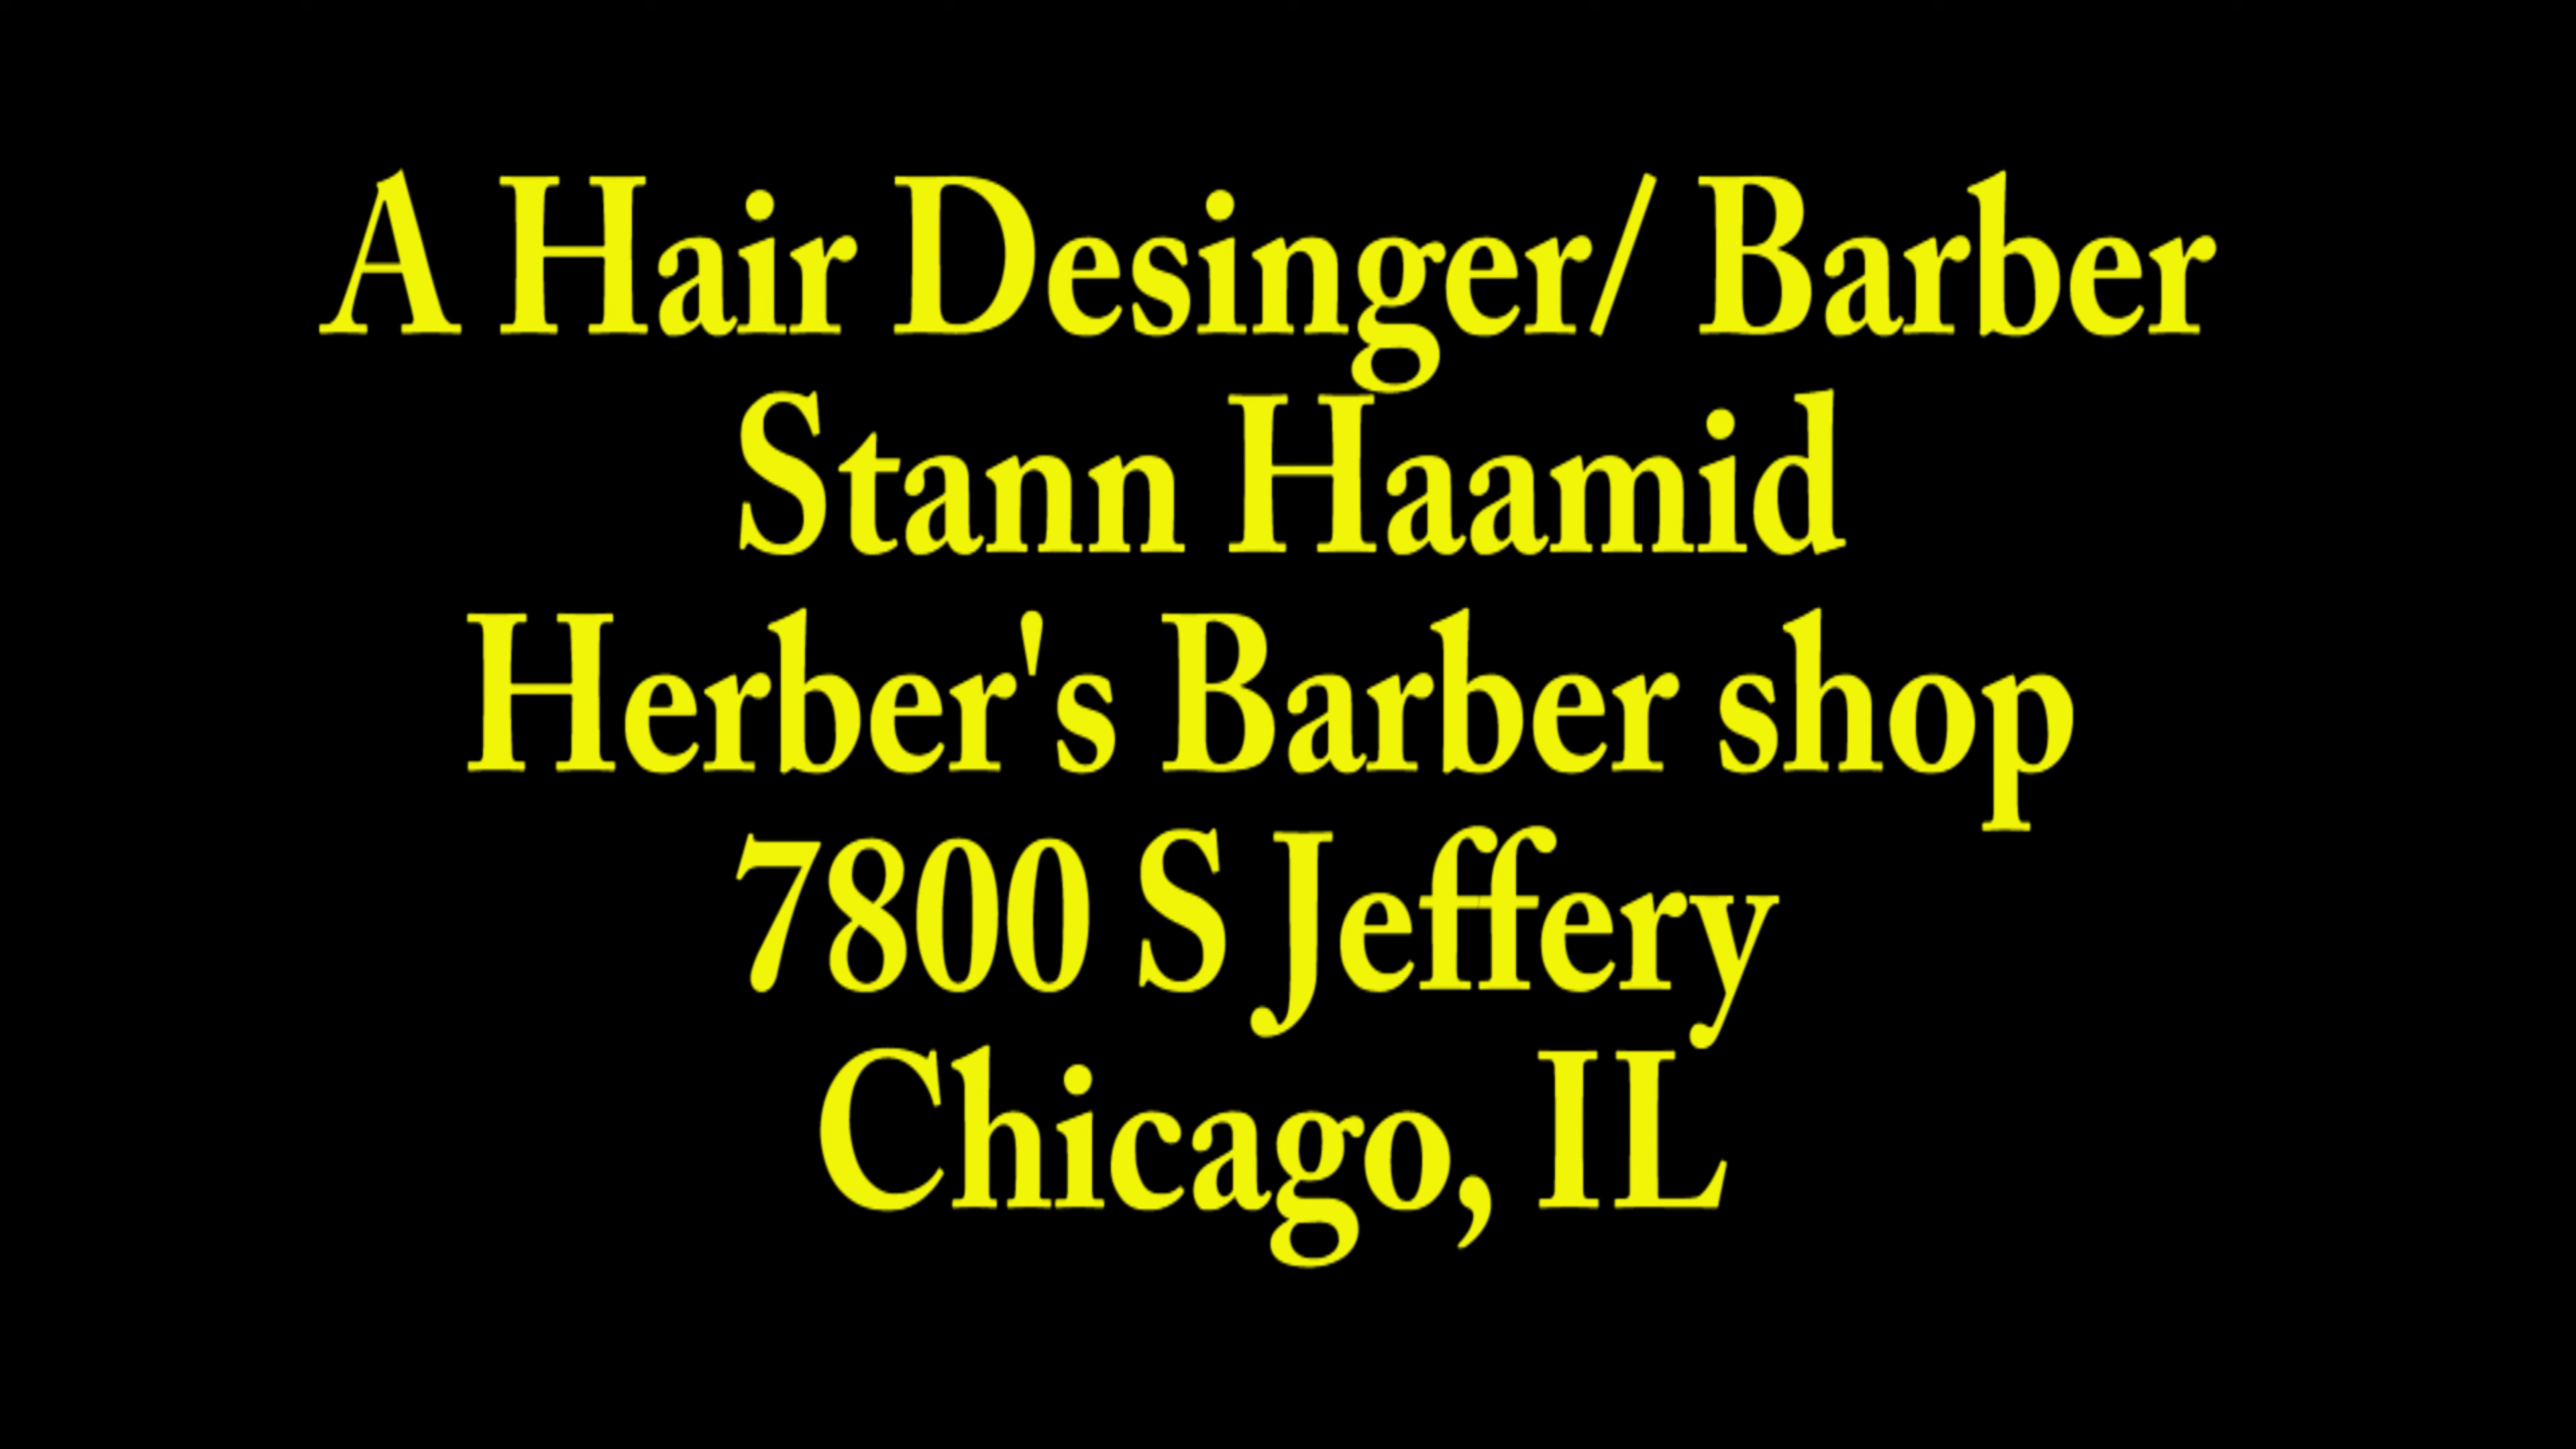 A Hair Desinger/ Barber
Stann Haamid
Herber's Barber shop
7800 S Jeffery
Chicago, IL